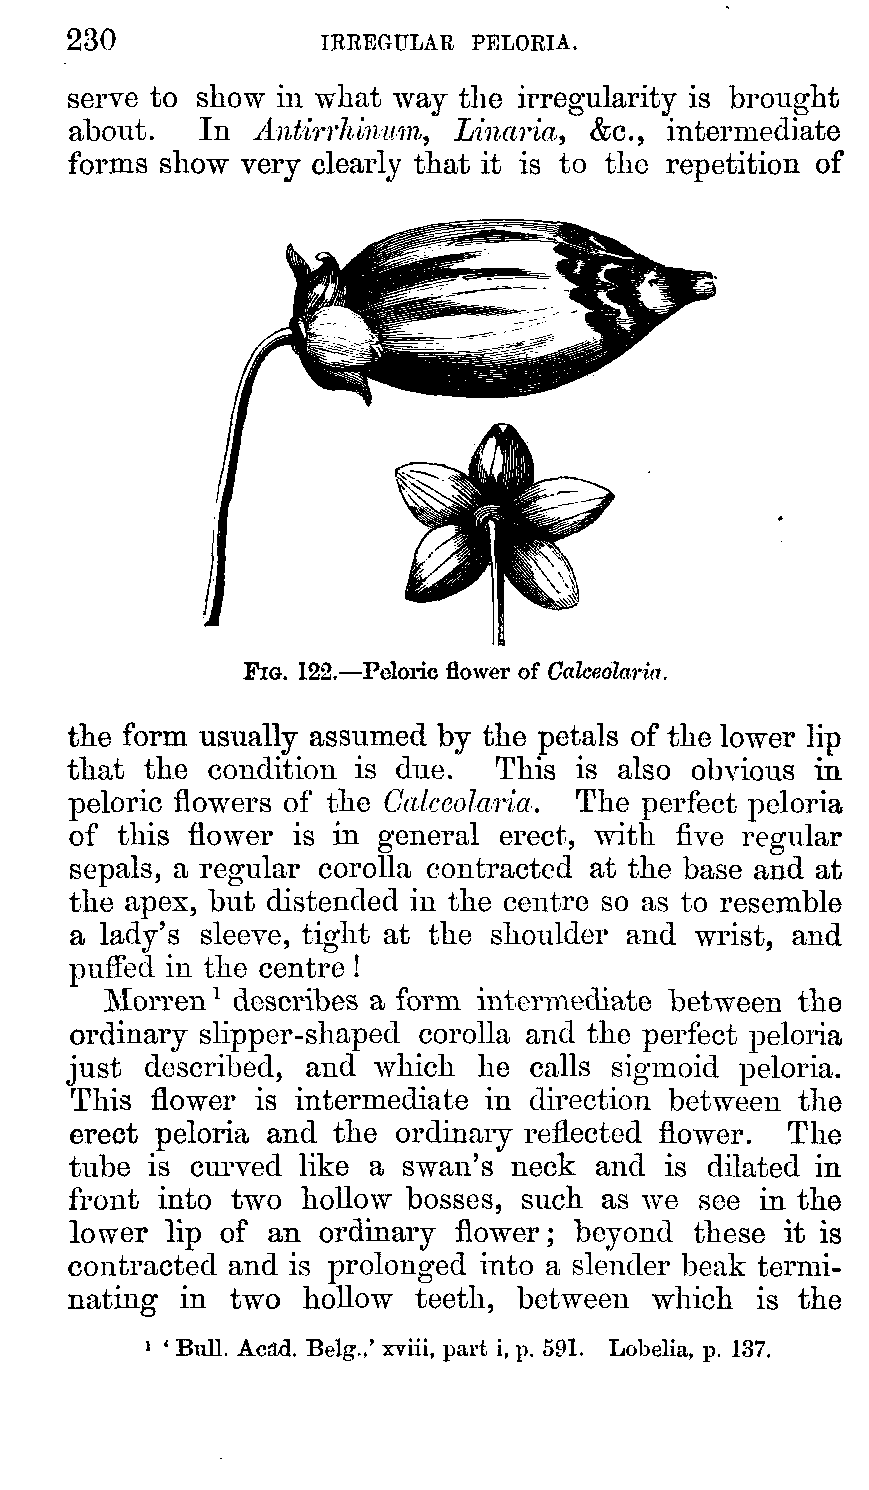 230 IRREGULAR PELORIA.
serve to show in what way the irregularity is brought
about. In Antirrhinum, Linaria, &c., intermediate
forms show very clearly that it is to the repetition of
FIG. 122.—Peloric flower of Calceolaria.
the form usually assumed by the petals of the lower lip
that the condition is due. This is also obvious in
peloric flowers of the Calceolaria. The perfect peloria
of this flower is in general erect, with five regular
sepals, a regular corolla contracted at the base and at
the apex, but distended in the centre so as to resemble
a lady's sleeve, tight at the shoulder and wrist, and
puffed in the centre!
Morren¹ describes a form intermediate between the
ordinary slipper-shaped corolla and the perfect peloria
just described, and which he calls sigmoid peloria.
This flower is intermediate in direction between the
erect peloria and the ordinary reflected flower. The
tube is curved like a swan's neck and is dilated in
front into two hollow bosses, such as we see in the
lower lip of an ordinary flower; beyond these it is
contracted and is prolonged into a slender beak termi-
nating in two hollow teeth, between which is the
¹ 'Bull. Acad. Belg.,' xviii, part i, p. 591. Lobelia, p. 137.